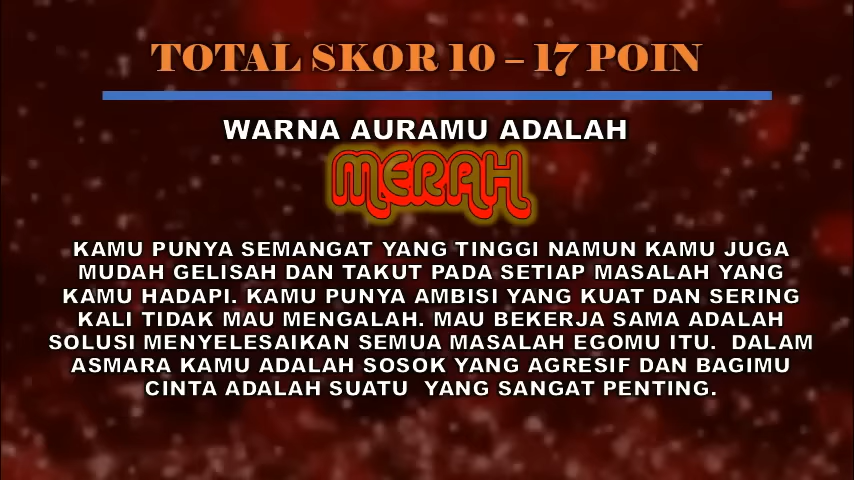 TOTAL SKOR 10 – 17 POIN
WARNA AURAMU ADALAH
MERAH
KAMU PUNYA SEMANGAT YANG TINGGI NAMUN KAMU JUGA
MUDAH GELISAH DAN TAKUT PADA SETIAP MASALAH YANG
KAMU HADAPI. KAMU PUNYA AMBISI YANG KUAT DAN SERING
KALI TIDAK MAU MENGALAH. MAU BEKERJA SAMA ADALAH
SOLUSI MENYELESAIKAN SEMUA MASALAH EGOMU ITU. DALAM
ASMARA KAMU ADALAH SOSOK YANG AGRESIF DAN BAGIMU
CINTA ADALAH SUATU YANG SANGAT PENTING.